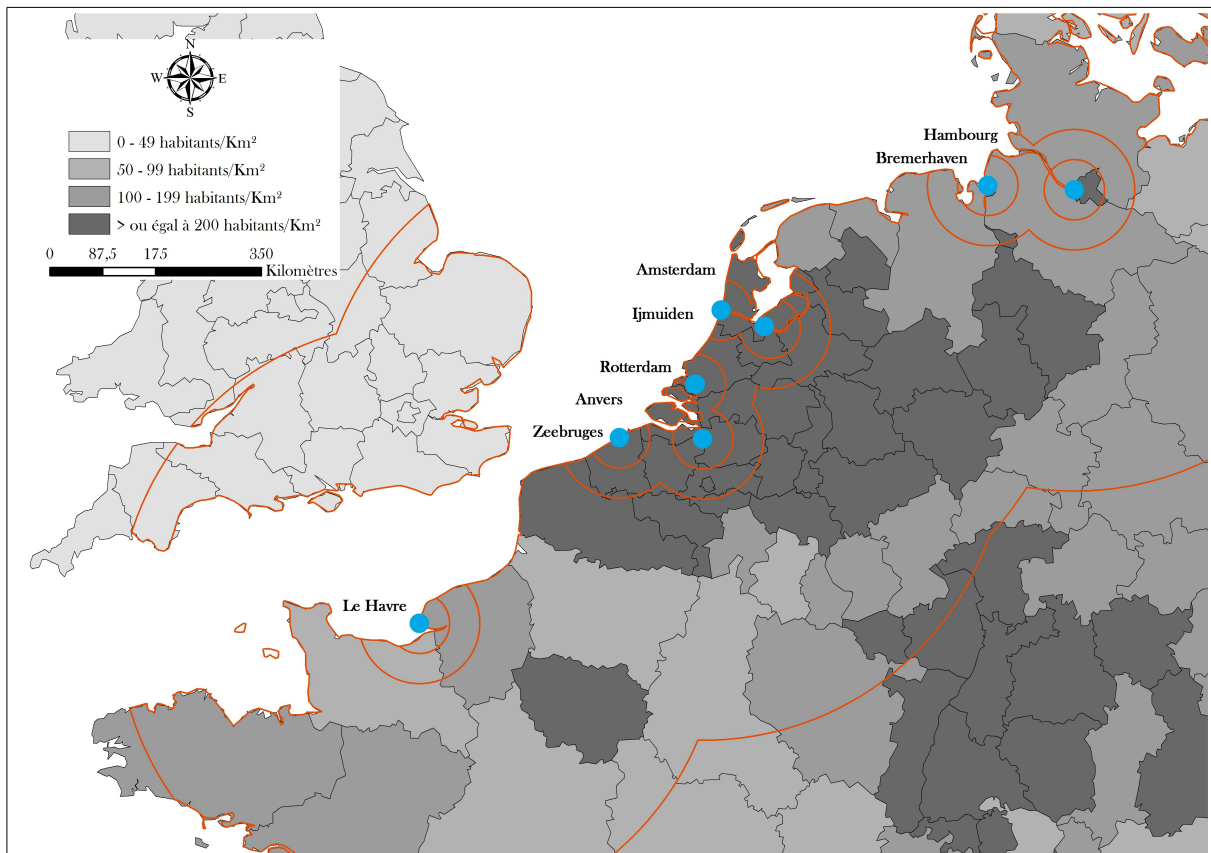 N
W E
S
0 - 49 habitants/Km²
50 - 99 habitants/Km²
100 - 199 habitants/Km²
> ou égal à 200 habitants/Km²
0 87,5 175 350
Kilomètres
Hambourg
Bremerhaven
Amsterdam
Ijmuiden
Rotterdam
Anvers
Zeebruges
Le Havre